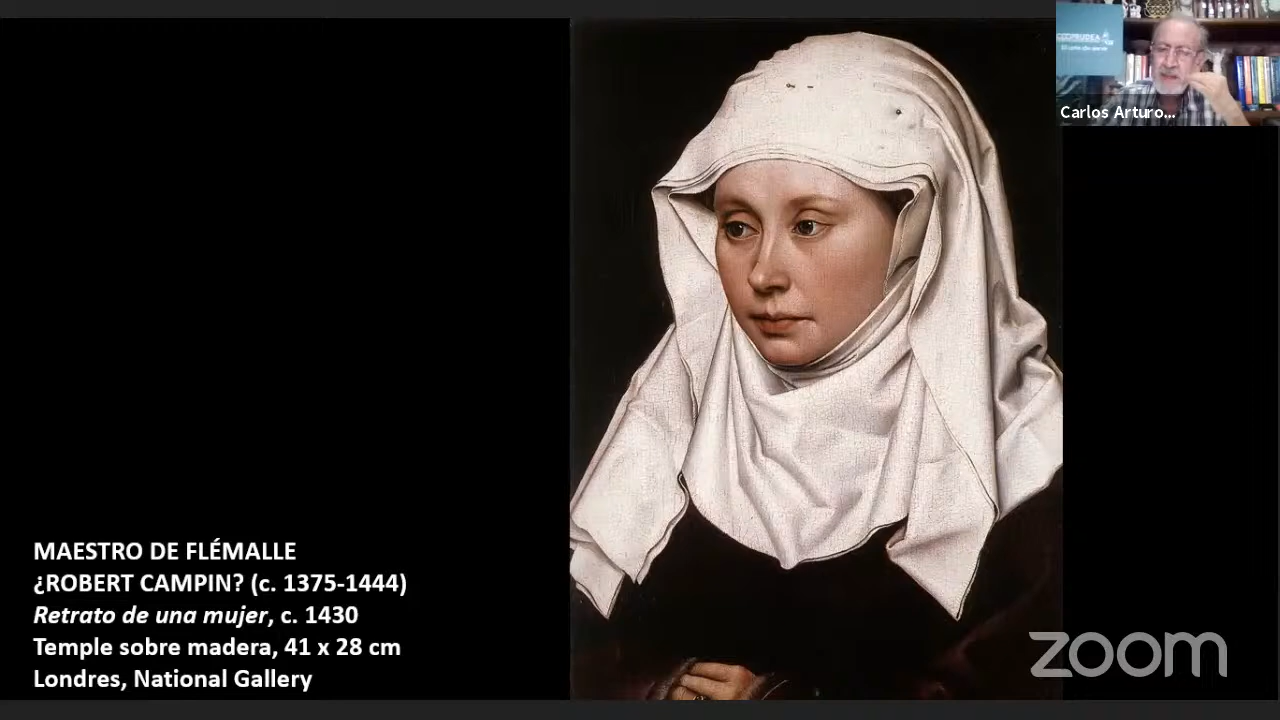 MAESTRO DE FLÉMALLE
¿ROBERT CAMPIN? (c. 1375-1444)
Retrato de una mujer, c. 1430
Temple sobre madera, 41 x 28 cm
Londres, National Gallery
Carlos Arturo...
zoom